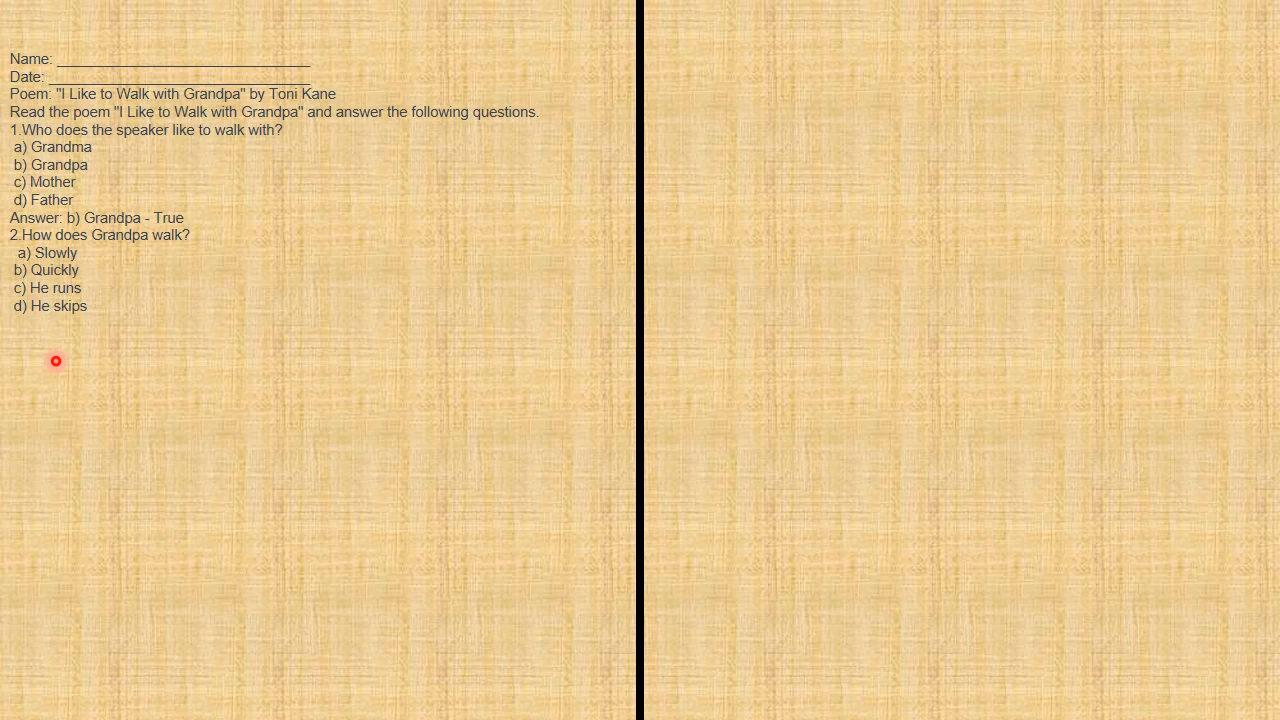 Name: _______________________________
Date: ________________________________
Poem: "I Like to Walk with Grandpa" by Toni Kane
Read the poem "I Like to Walk with Grandpa" and answer the following questions.
1.Who does the speaker like to walk with?
a) Grandma
b) Grandpa
c) Mother
d) Father
Answer: b) Grandpa - True
2.How does Grandpa walk?
a) Slowly
b) Quickly
c) He runs
d) He skips